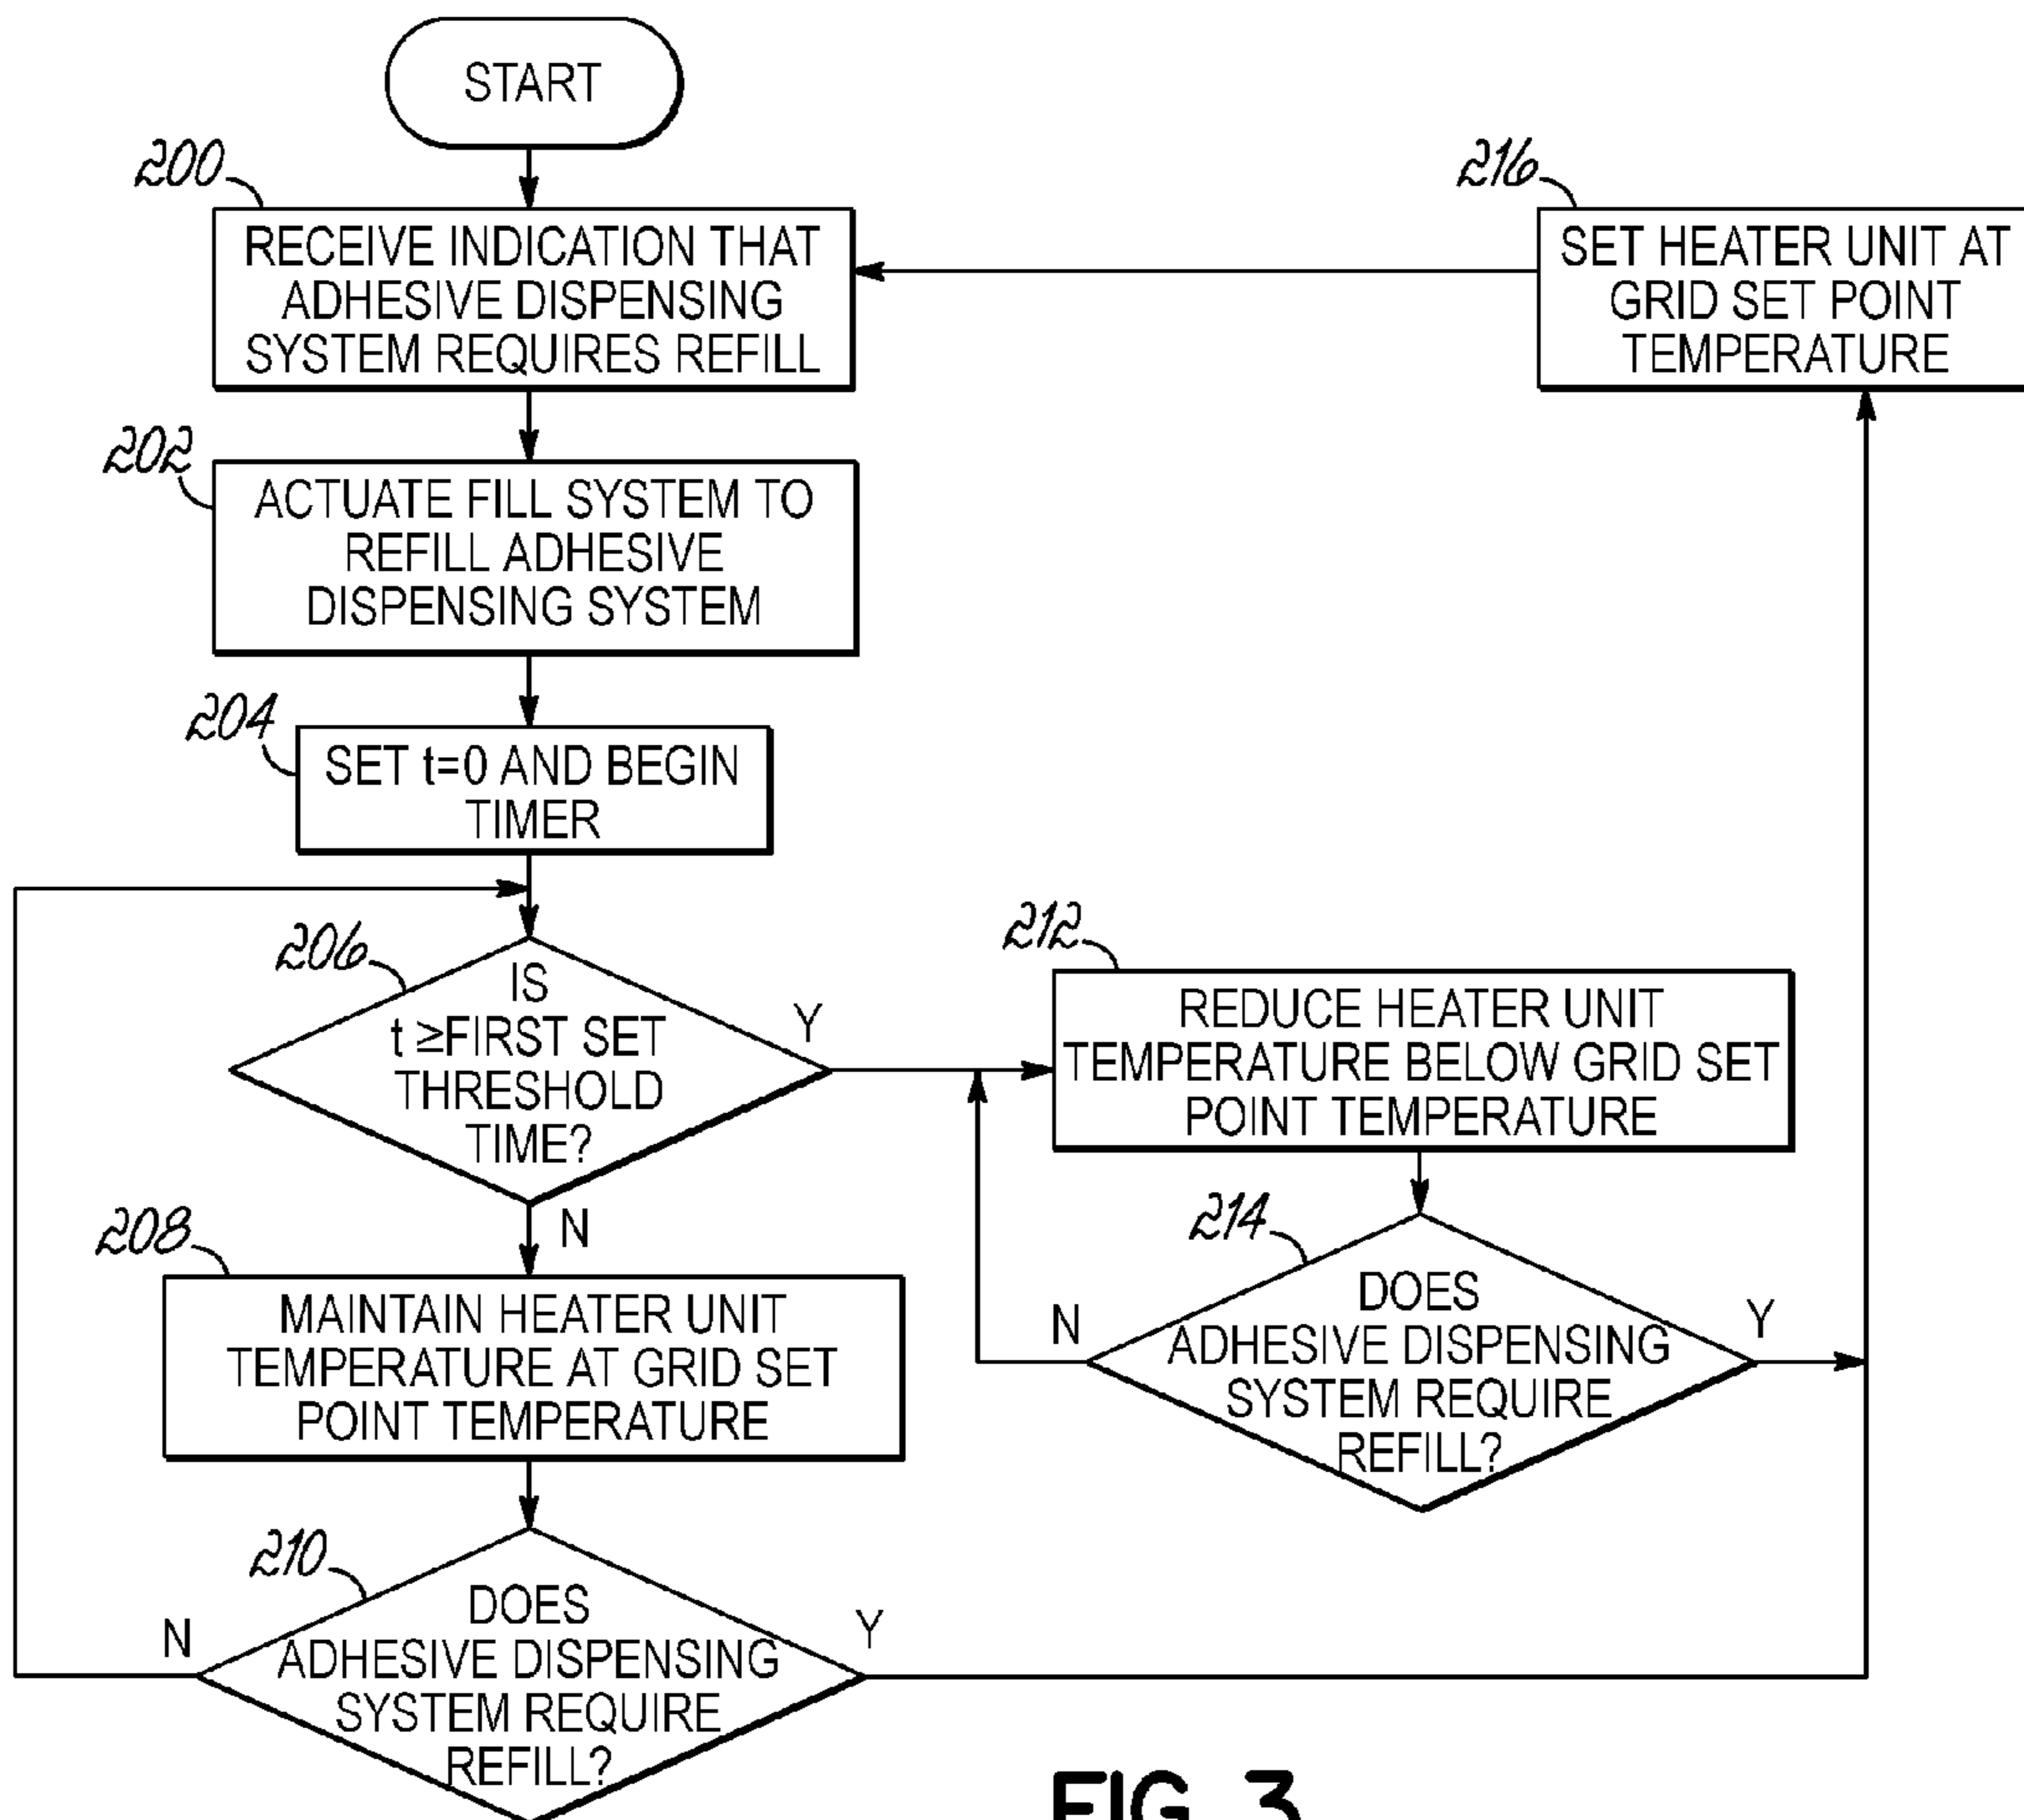 START
200
RECEIVE INDICATION THAT
ADHESIVE DISPENSING
SYSTEM REQUIRES REFILL
216
SET HEATER UNIT AT
GRID SET POINT
TEMPERATURE
202
ACTUATE FILL SYSTEM TO
REFILL ADHESIVE
DISPENSING SYSTEM
204
SET t=0 AND BEGIN
TIMER
206
IS
t ≥FIRST SET
THRESHOLD
TIME?
Y
N
212
REDUCE HEATER UNIT
TEMPERATURE BELOW GRID SET
POINT TEMPERATURE
208
MAINTAIN HEATER UNIT
TEMPERATURE AT GRID SET
POINT TEMPERATURE
214
DOES
ADHESIVE DISPENSING
SYSTEM REQUIRE
REFILL?
N
Y
210
DOES
ADHESIVE DISPENSING
SYSTEM REQUIRE
REFILL?
N
Y
FIG. 3